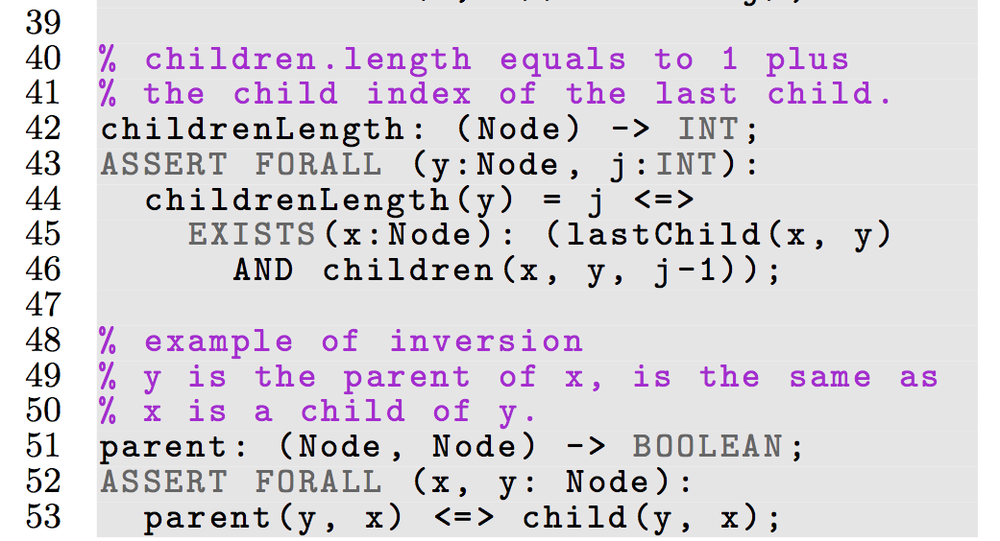 39
40 % children.length equals to 1 plus
41 % the child index of the last child.
42 childrenLength: (Node) -> INT;
43 ASSERT FORALL (y:Node, j:INT):
44 childrenLength(y) = j <=>
45 EXISTS(x:Node): (lastChild(x, y)
46 AND children(x, y, j-1));
47
48 % example of inversion
49 % y is the parent of x, is the same as
50 % x is a child of y.
51 parent: (Node, Node) -> BOOLEAN;
52 ASSERT FORALL (x, y: Node):
53 parent(y, x) <=> child(y, x);